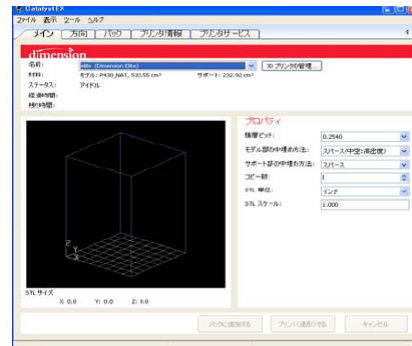 CatalystEX
ファイル 表示 ツール ヘルプ
メイン 方向 パック プリンタ情報 プリンタサービス
dimension
名前: elite (Dimension Elite) 3D プリンタの管理...
材料: モデル: P430_NAT, 530.55 cm³ サポート: 232.92 cm³
ステータス: アイドル
経過時間:
残り時間:
プロパティ
積層ピッチ: 0.2540
モデル部の中埋め方法: スパース(中空:高密度)
サポート部の中埋め方法: スパース
コピー数: 1
STL 単位: インチ
STL スケール: 1.000
Z
Y
X
STL サイズ
X: 0.0 Y: 0.0 Z: 0.0
パックに追加する プリント(造形)する キャンセル